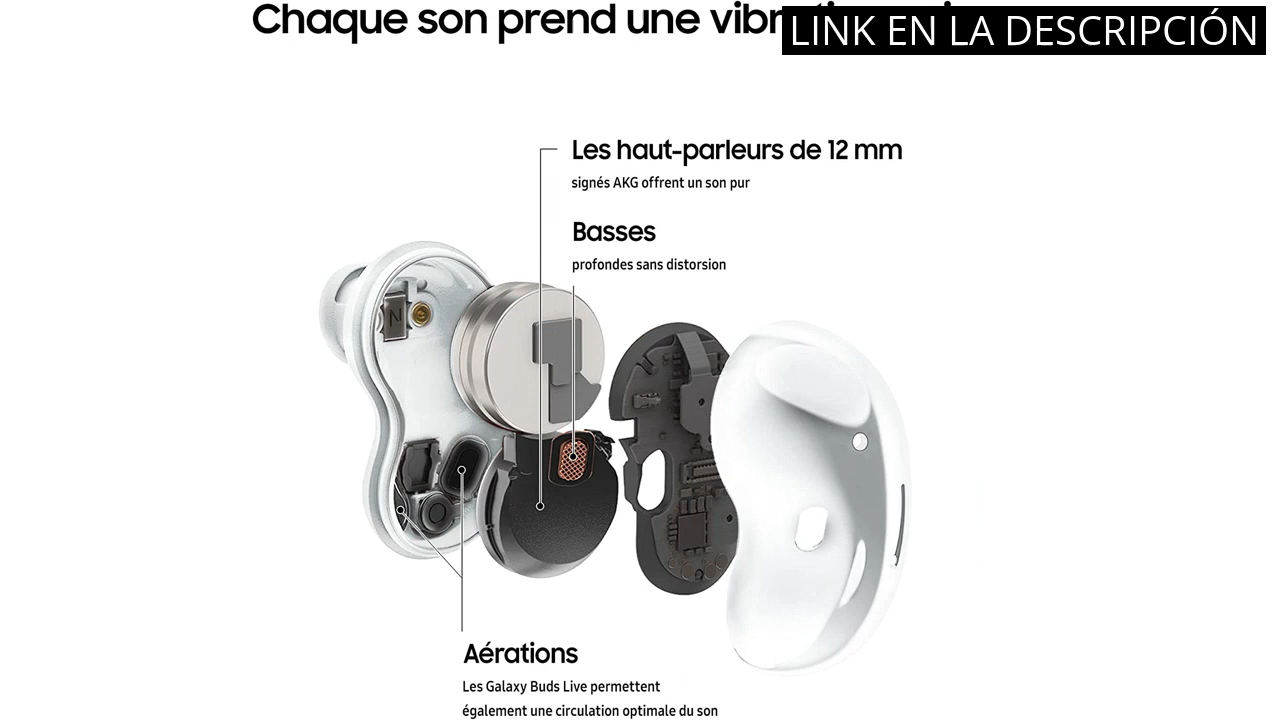 Chaque son prend une
LINK EN LA DESCRIPCIÓN
Les haut-parleurs de 12 mm
signés AKG offrent un son pur
Basses
profondes sans distorsion
N
Aérations
Les Galaxy Buds Live permettent
également une circulation optimale du son